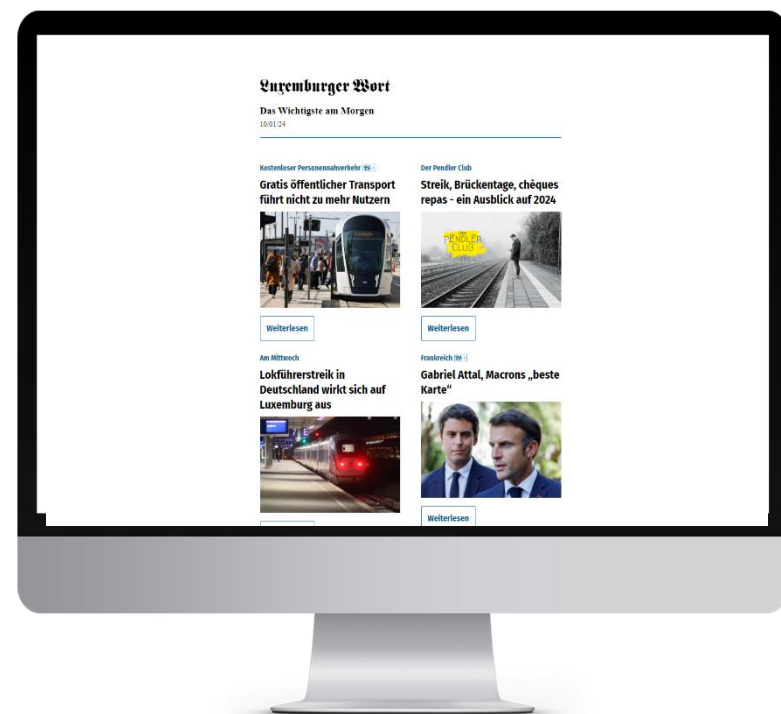 Luxemburger Wort
Das Wichtigste am Morgen
10/01/24
Kostenloser Personennahverkehr
Gratis öffentlicher Transport
führt nicht zu mehr Nutzern
Weiterlesen
Der Pendler Club
Streik, Brückentage, chèques
repas - ein Ausblick auf 2024
PENDLER
CLUB
Weiterlesen
Am Mittwoch
Lokführerstreik in
Deutschland wirkt sich auf
Luxemburg aus
Frankreich
Gabriel Attal, Macrons „beste
Karte“
Weiterlesen